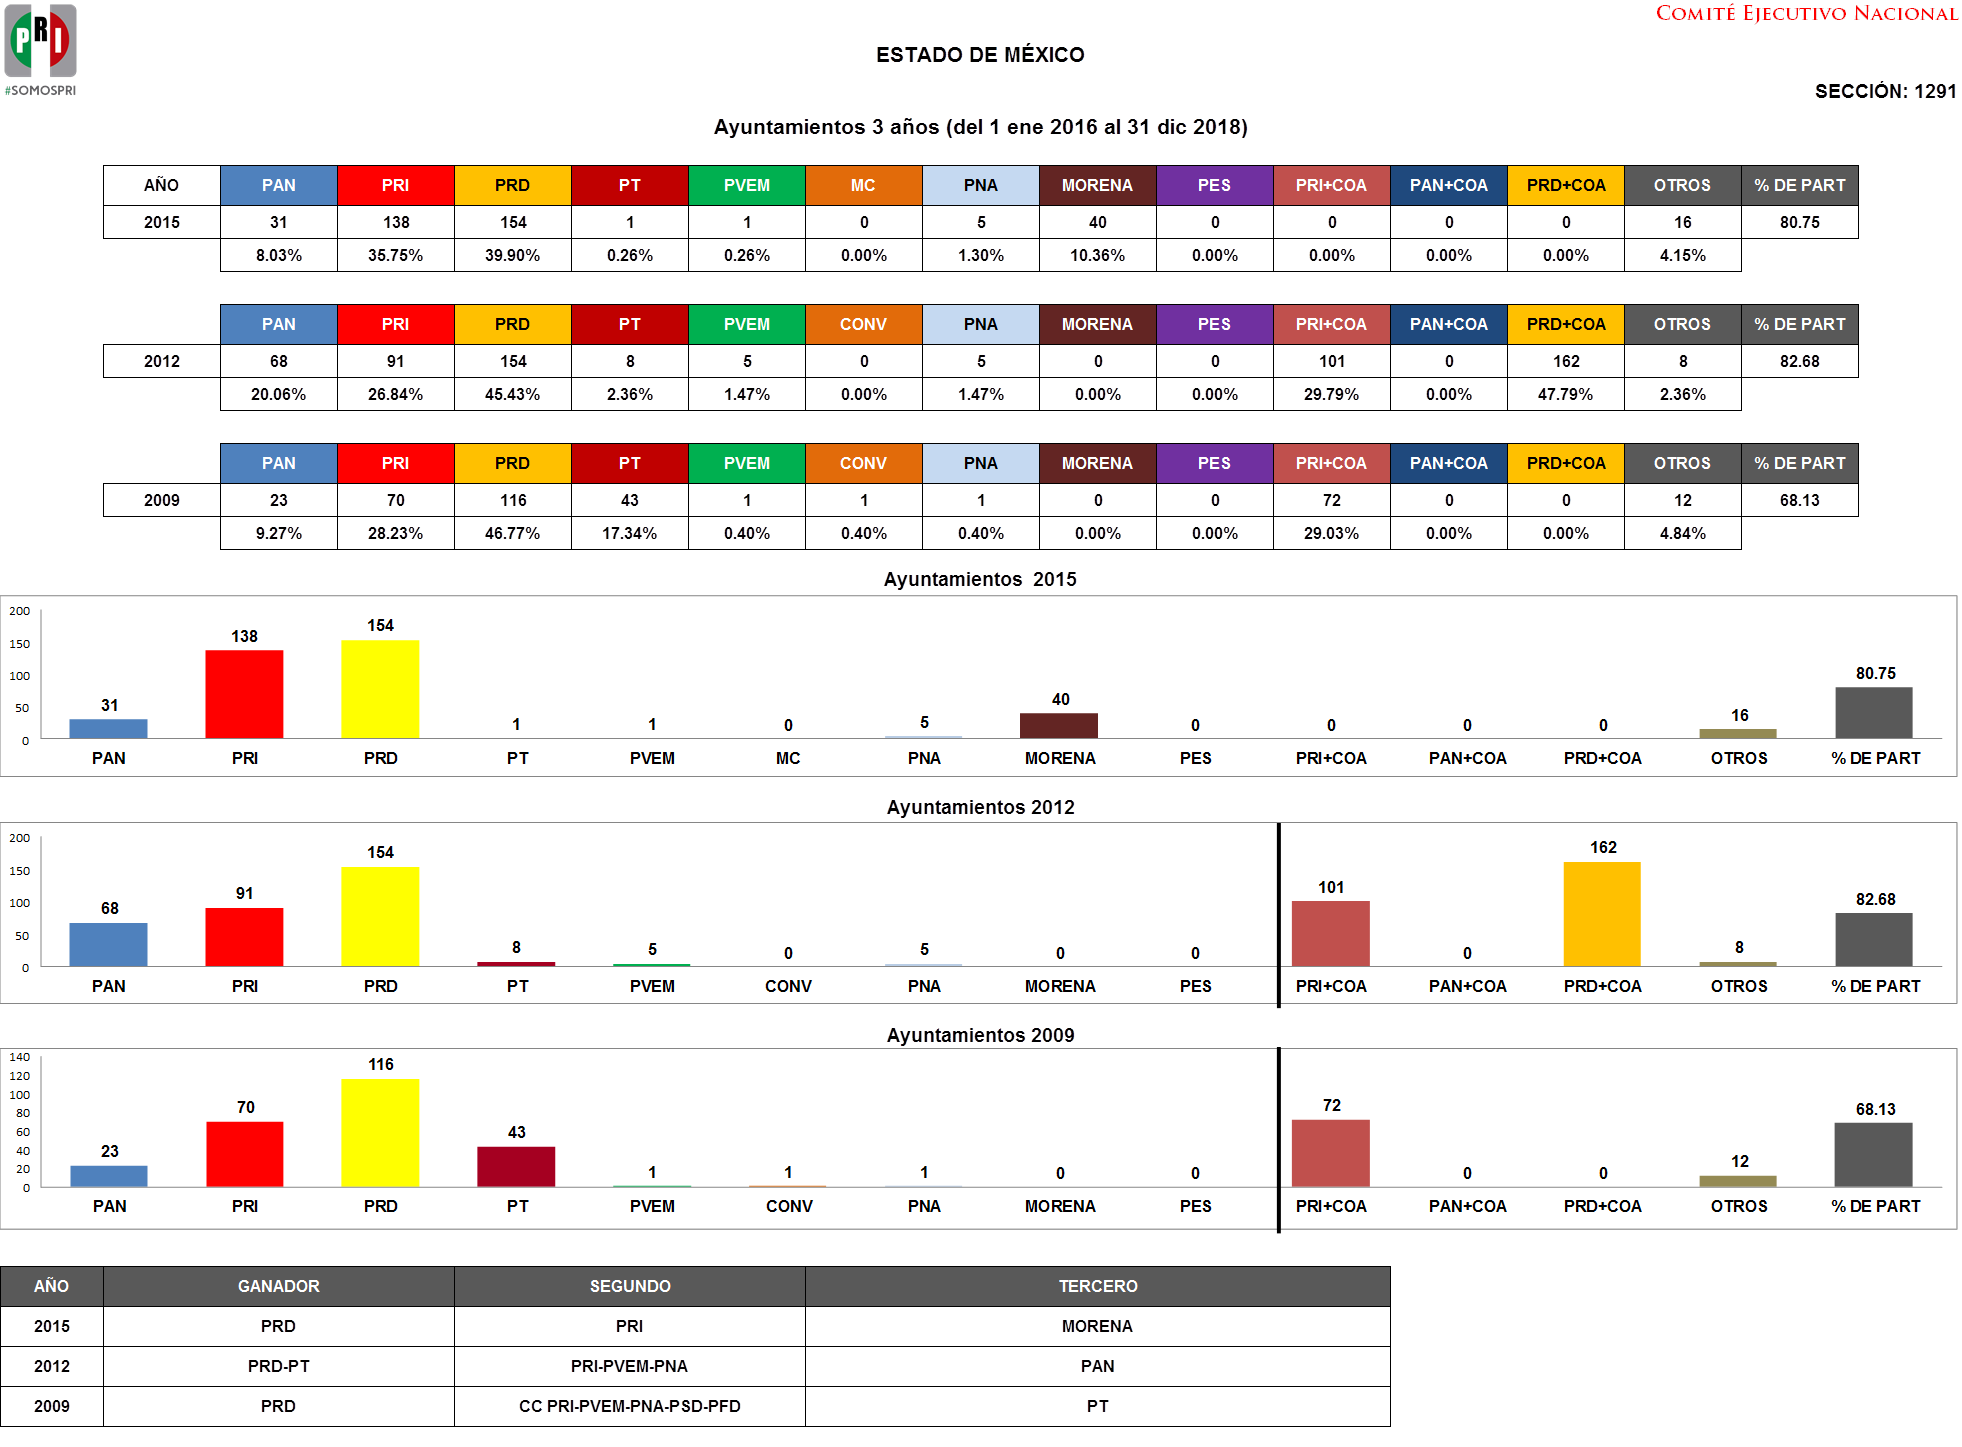 PRI
#SOMOSPRI
COMITÉ EJECUTIVO NACIONAL
ESTADO DE MÉXICO
SECCIÓN: 1291
Ayuntamientos 3 años (del 1 ene 2016 al 31 dic 2018)
AÑO PAN PRI PRD PT PVEM MC PNA MORENA PES PRI+COA PAN+COA PRD+COA OTROS % DE PART
2015 31 138 154 1 1 0 5 40 0 0 0 0 16 80.75
8.03% 35.75% 39.90% 0.26% 0.26% 0.00% 1.30% 10.36% 0.00% 0.00% 0.00% 0.00% 4.15%
PAN PRI PRD PT PVEM CONV PNA MORENA PES PRI+COA PAN+COA PRD+COA OTROS % DE PART
2012 68 91 154 8 5 0 5 0 0 101 0 162 8 82.68
20.06% 26.84% 45.43% 2.36% 1.47% 0.00% 1.47% 0.00% 0.00% 29.79% 0.00% 47.79% 2.36%
PAN PRI PRD PT PVEM CONV PNA MORENA PES PRI+COA PAN+COA PRD+COA OTROS % DE PART
2009 23 70 116 43 1 1 1 0 0 72 0 0 12 68.13
9.27% 28.23% 46.77% 17.34% 0.40% 0.40% 0.40% 0.00% 0.00% 29.03% 0.00% 0.00% 4.84%
Ayuntamientos 2015
200
150
100
50
0
31 138 154 1 1 0 5 40 0 0 0 0 16 80.75
PAN PRI PRD PT PVEM MC PNA MORENA PES PRI+COA PAN+COA PRD+COA OTROS % DE PART
Ayuntamientos 2012
200
150
100
50
0
68 91 154 8 5 0 5 0 0 101 0 162 8 82.68
PAN PRI PRD PT PVEM CONV PNA MORENA PES PRI+COA PAN+COA PRD+COA OTROS % DE PART
Ayuntamientos 2009
140
120
100
80
60
40
20
0
23 70 116 43 1 1 1 0 0 72 0 0 12 68.13
PAN PRI PRD PT PVEM CONV PNA MORENA PES PRI+COA PAN+COA PRD+COA OTROS % DE PART
AÑO GANADOR SEGUNDO TERCERO
2015 PRD PRI MORENA
2012 PRD-PT PRI-PVEM-PNA PAN
2009 PRD CC PRI-PVEM-PNA-PSD-PFD PT